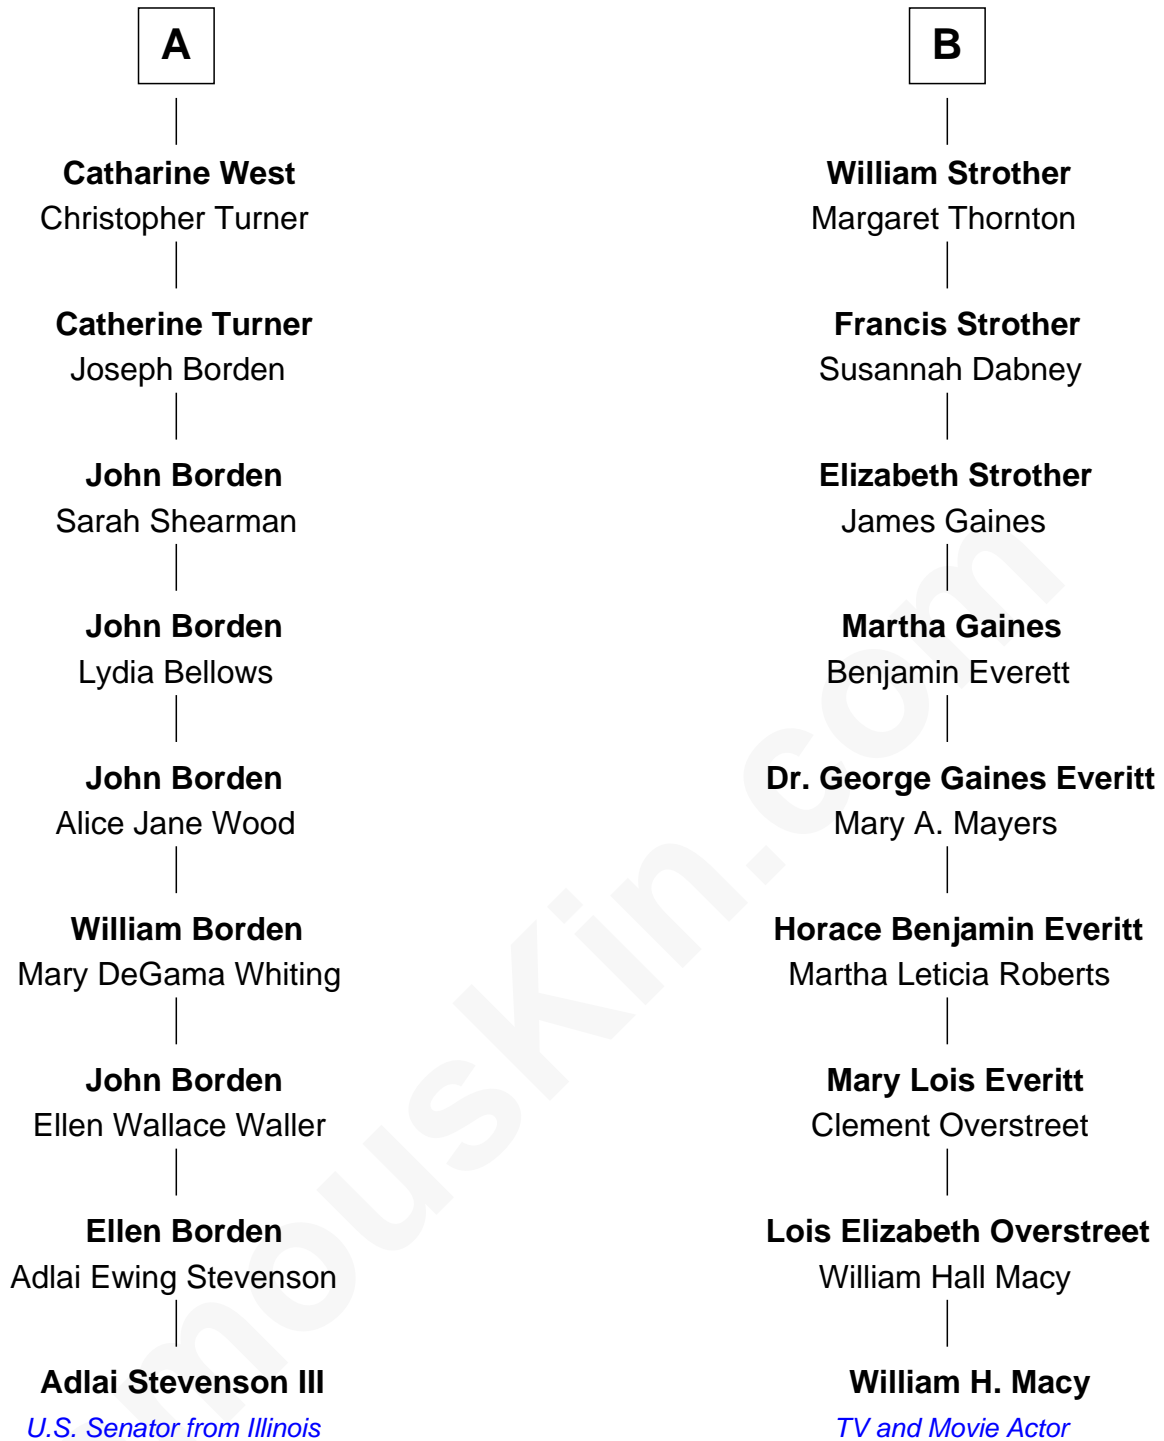 A
Catharine West
Christopher Turner
Catherine Turner
Joseph Borden
John Borden
Sarah Shearman
John Borden
Lydia Bellows
John Borden
Alice Jane Wood
William Borden
Mary DeGama Whiting
John Borden
Ellen Wallace Waller
Ellen Borden
Adlai Ewing Stevenson
Adlai Stevenson III
U.S. Senator from Illinois
B
William Strother
Margaret Thornton
Francis Strother
Susannah Dabney
Elizabeth Strother
James Gaines
Martha Gaines
Benjamin Everett
Dr. George Gaines Everitt
Mary A. Mayers
Horace Benjamin Everitt
Martha Leticia Roberts
Mary Lois Everitt
Clement Overstreet
Lois Elizabeth Overstreet
William Hall Macy
William H. Macy
TV and Movie Actor
mousKin.com